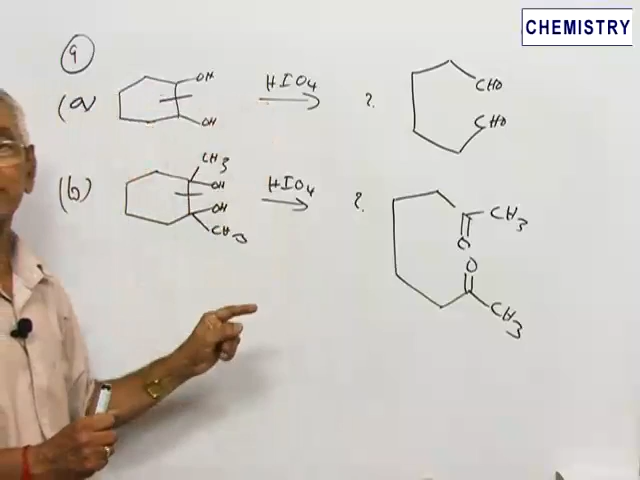 CHEMISTRY
9
(a) OH OH HIO4 ? CHO CHO
(b) CH3 OH OH CH3 HIO4 ? CH3 O O CH3